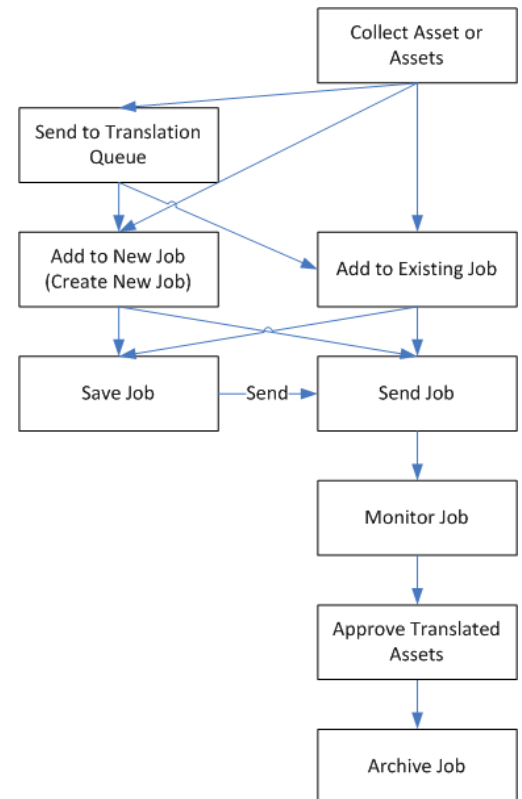 Collect Asset or
Assets
Send to Translation
Queue
Add to New Job
(Create New Job)
Add to Existing Job
Save Job
Send
Send Job
Monitor Job
Approve Translated
Assets
Archive Job